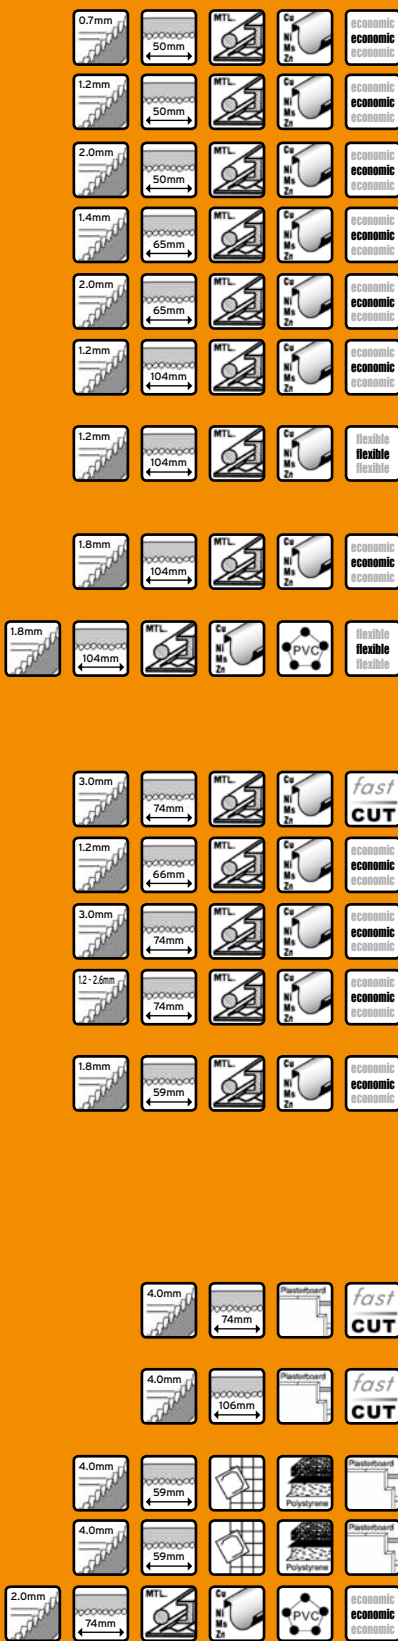 0.7mm
50mm
MTL.
Cu
Ni
Ms
Zn
economic
economic
economic
1.2mm
50mm
MTL.
Cu
Ni
Ms
Zn
economic
economic
economic
2.0mm
50mm
MTL.
Cu
Ni
Ms
Zn
economic
economic
economic
1.4mm
65mm
MTL.
Cu
Ni
Ms
Zn
economic
economic
economic
2.0mm
65mm
MTL.
Cu
Ni
Ms
Zn
economic
economic
economic
1.2mm
104mm
MTL.
Cu
Ni
Ms
Zn
economic
economic
economic
1.2mm
104mm
MTL.
Cu
Ni
Ms
Zn
flexible
flexible
flexible
1.8mm
104mm
MTL.
Cu
Ni
Ms
Zn
economic
economic
economic
1.8mm
104mm
MTL.
Cu
Ni
Ms
Zn
PVC
flexible
flexible
flexible
3.0mm
74mm
MTL.
Cu
Ni
Ms
Zn
fast
CUT
1.2mm
66mm
MTL.
Cu
Ni
Ms
Zn
economic
economic
economic
3.0mm
74mm
MTL.
Cu
Ni
Ms
Zn
economic
economic
economic
1.2 - 2.6mm
74mm
MTL.
Cu
Ni
Ms
Zn
economic
economic
economic
1.8mm
59mm
MTL.
Cu
Ni
Ms
Zn
economic
economic
economic
4.0mm
74mm
Plasterboard
fast
CUT
4.0mm
106mm
Plasterboard
fast
CUT
4.0mm
59mm
Polystyrene
Plasterboard
4.0mm
59mm
Polystyrene
Plasterboard
2.0mm
74mm
MTL.
Cu
Ni
Ms
Zn
PVC
economic
economic
economic